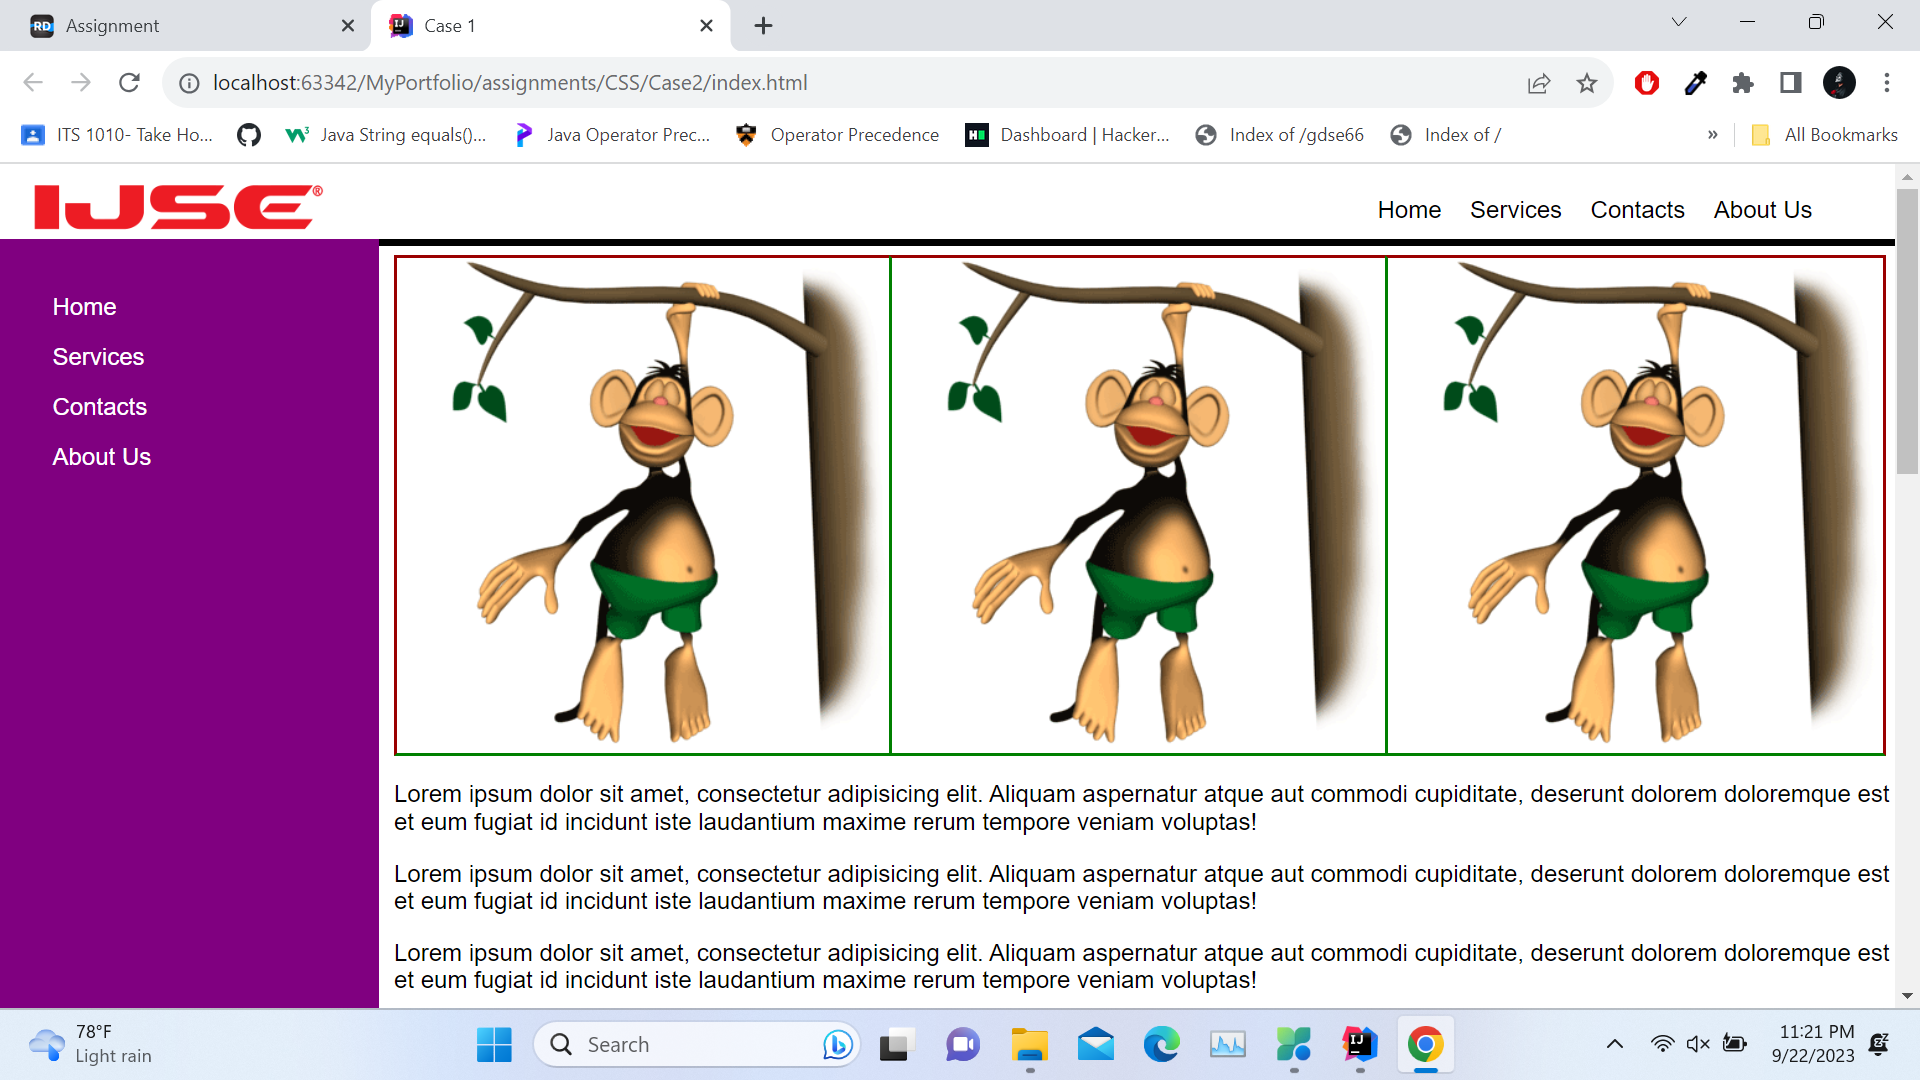 RD Assignment
Case 1
localhost:63342/MyPortfolio/assignments/CSS/Case2/index.html
ITS 1010- Take Ho...
Java String equals()...
Java Operator Prec...
Operator Precedence
Dashboard | Hacker...
Index of /gdse66
Index of /
»
All Bookmarks
IJSE®
Home Services Contacts About Us
Home
Services
Contacts
About Us
Lorem ipsum dolor sit amet, consectetur adipisicing elit. Aliquam aspernatur atque aut commodi cupiditate, deserunt dolorem doloremque est
et eum fugiat id incidunt iste laudantium maxime rerum tempore veniam voluptas!
Lorem ipsum dolor sit amet, consectetur adipisicing elit. Aliquam aspernatur atque aut commodi cupiditate, deserunt dolorem doloremque est
et eum fugiat id incidunt iste laudantium maxime rerum tempore veniam voluptas!
Lorem ipsum dolor sit amet, consectetur adipisicing elit. Aliquam aspernatur atque aut commodi cupiditate, deserunt dolorem doloremque est
et eum fugiat id incidunt iste laudantium maxime rerum tempore veniam voluptas!
78°F
Light rain
Search
11:21 PM
9/22/2023